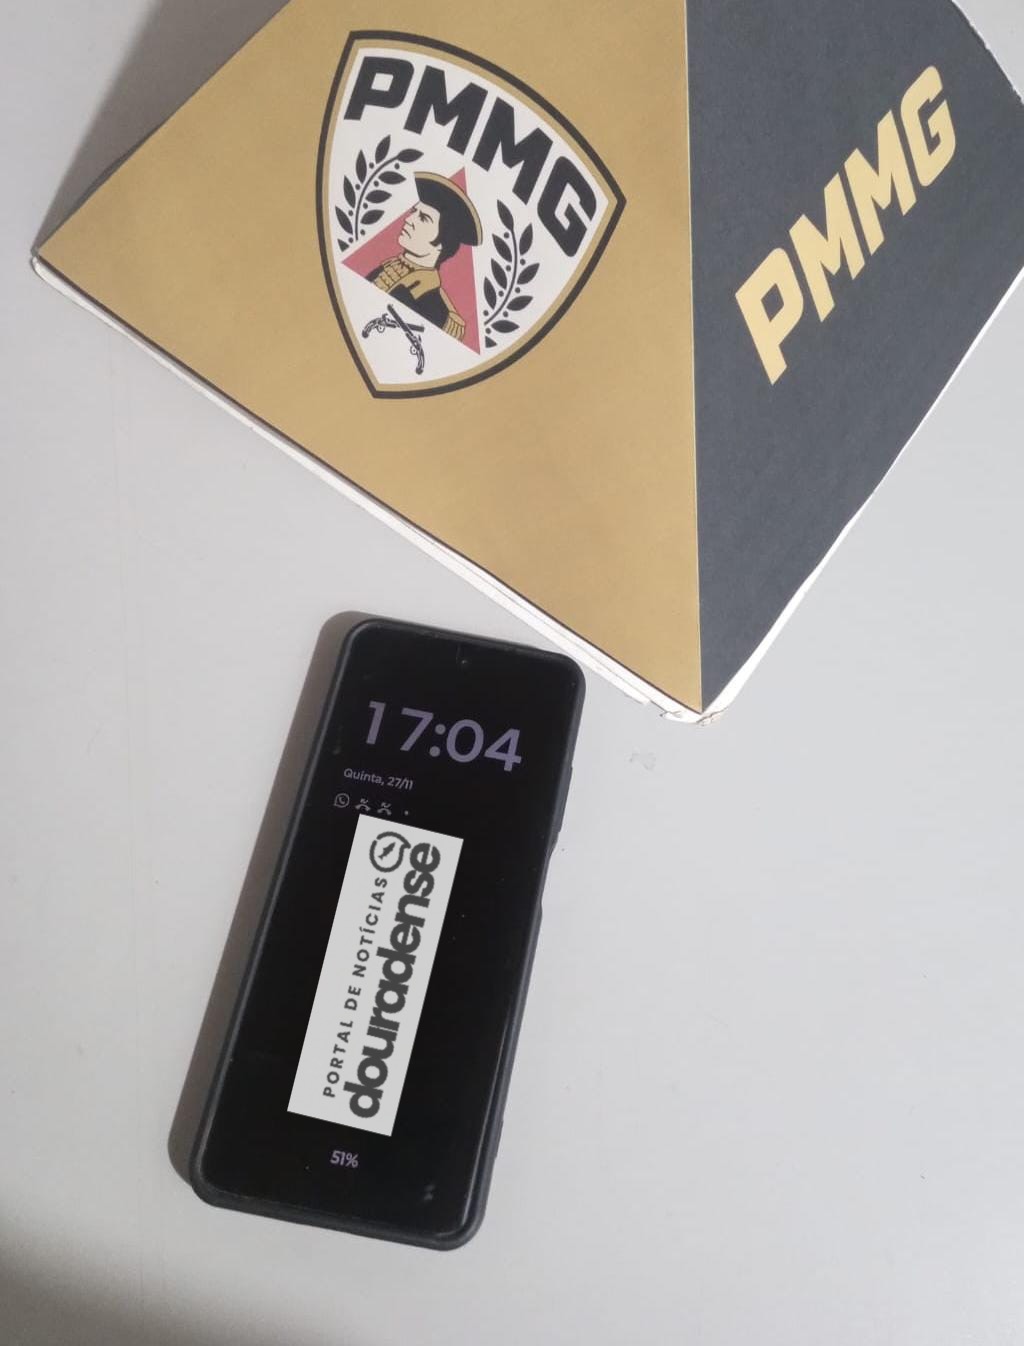 PMMG
PMMG
17:04
Quinta, 27/11
PORTAL DE NOTÍCIAS
douradense
51%